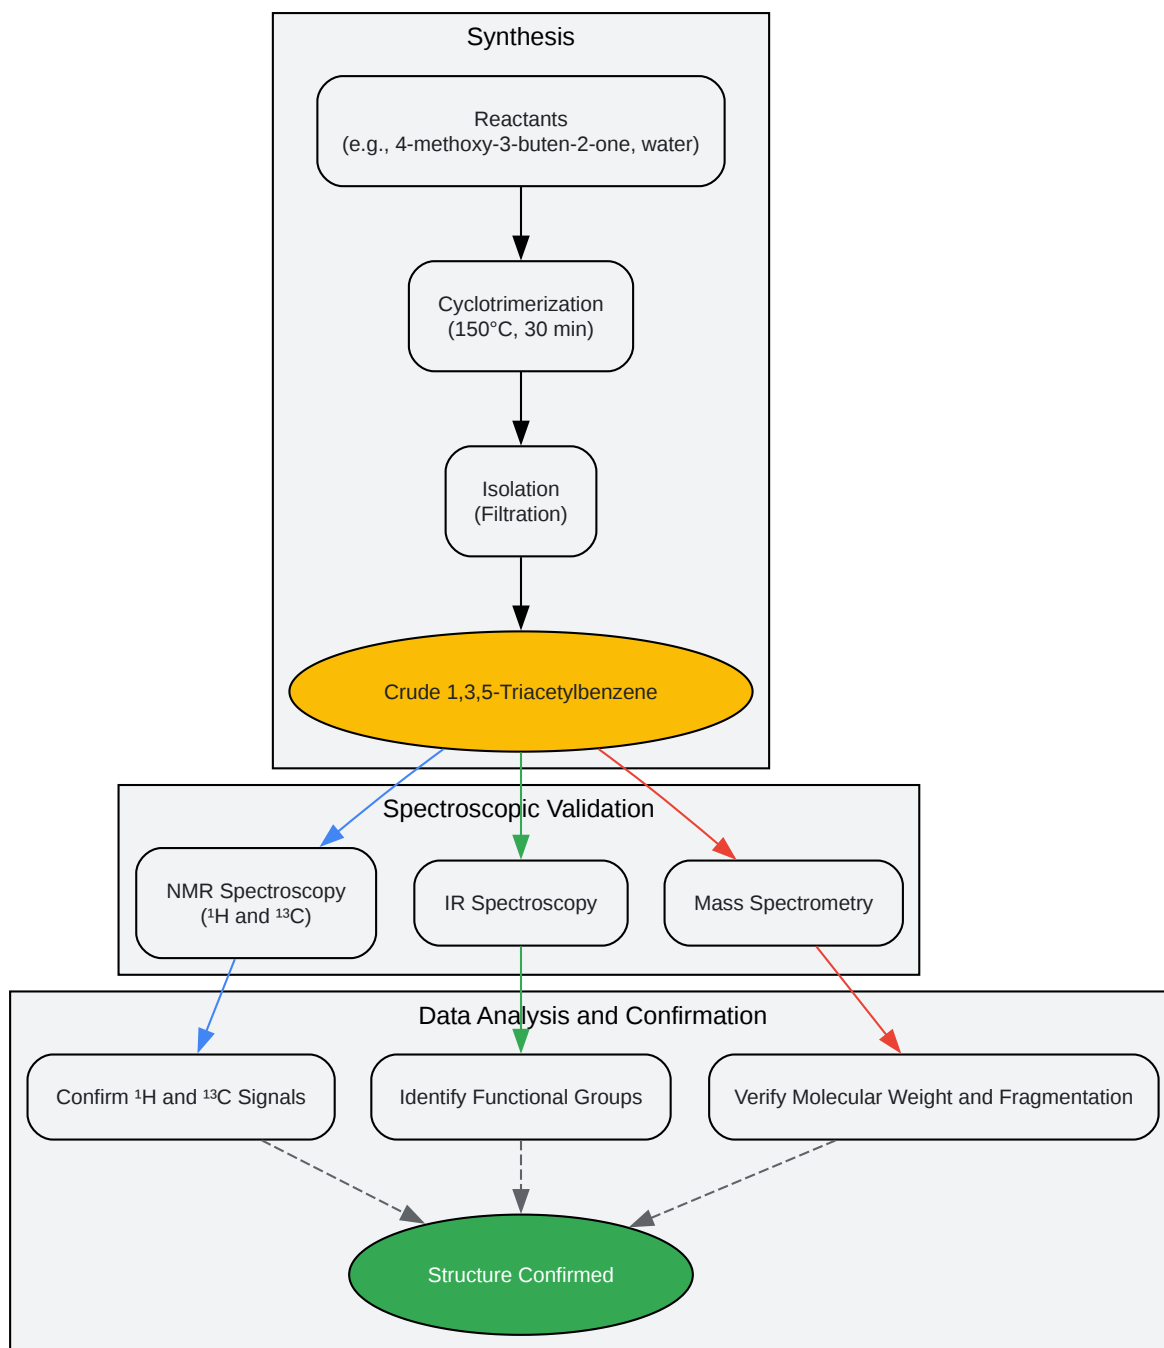 Synthesis
Reactants
(e.g., 4-methoxy-3-buten-2-one, water)
Cyclotrimerization
(150°C, 30 min)
Isolation
(Filtration)
Crude 1,3,5-Triacetylbenzene
Spectroscopic Validation
NMR Spectroscopy
(¹H and ¹³C)
IR Spectroscopy
Mass Spectrometry
Data Analysis and Confirmation
Confirm ¹H and ¹³C Signals
Identify Functional Groups
Verify Molecular Weight and Fragmentation
Structure Confirmed